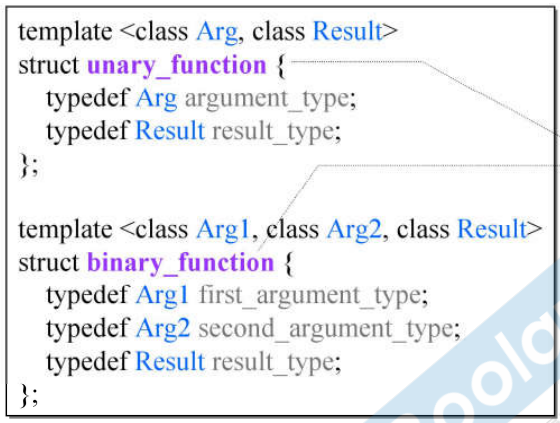 template <class Arg, class Result>
struct unary_function {
typedef Arg argument_type;
typedef Result result_type;
};
template <class Arg1, class Arg2, class Result>
struct binary_function {
typedef Arg1 first_argument_type;
typedef Arg2 second_argument_type;
typedef Result result_type;
};